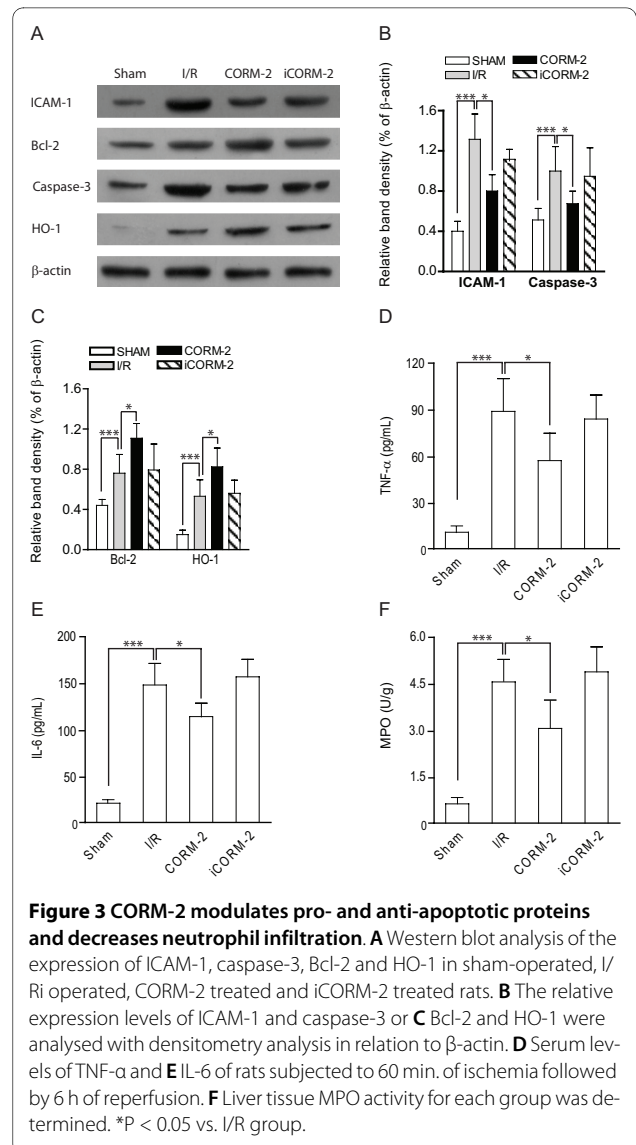 A
Sham I/R CORM-2 iCORM-2
ICAM-1
Bcl-2
Caspase-3
HO-1
β-actin
B
SHAM CORM-2
I/R iCORM-2
Relative band density (% of β-actin)
1.6
1.2
0.8
0.4
0.0
*** *
*** *
ICAM-1 Caspase-3
C
SHAM CORM-2
I/R iCORM-2
Relative band density (% of β-actin)
1.6
1.2
0.8
0.4
0.0
*** *
*** *
Bcl-2 HO-1
D
TNF-α (pg/mL)
120
90
60
30
0
*** *
Sham I/R CORM-2 iCORM-2
E
IL-6 (pg/mL)
200
150
100
50
0
*** *
Sham I/R CORM-2 iCORM-2
F
MPO (U/g)
6.0
4.5
3.0
1.5
0.0
*** *
Sham I/R CORM-2 iCORM-2
Figure 3 CORM-2 modulates pro- and anti-apoptotic proteins
and decreases neutrophil infiltration. A Western blot analysis of the
expression of ICAM-1, caspase-3, Bcl-2 and HO-1 in sham-operated, I/
Ri operated, CORM-2 treated and iCORM-2 treated rats. B The relative
expression levels of ICAM-1 and caspase-3 or C Bcl-2 and HO-1 were
analysed with densitometry analysis in relation to β-actin. D Serum lev-
els of TNF-α and E IL-6 of rats subjected to 60 min. of ischemia followed
by 6 h of reperfusion. F Liver tissue MPO activity for each group was de-
termined. *P < 0.05 vs. I/R group.